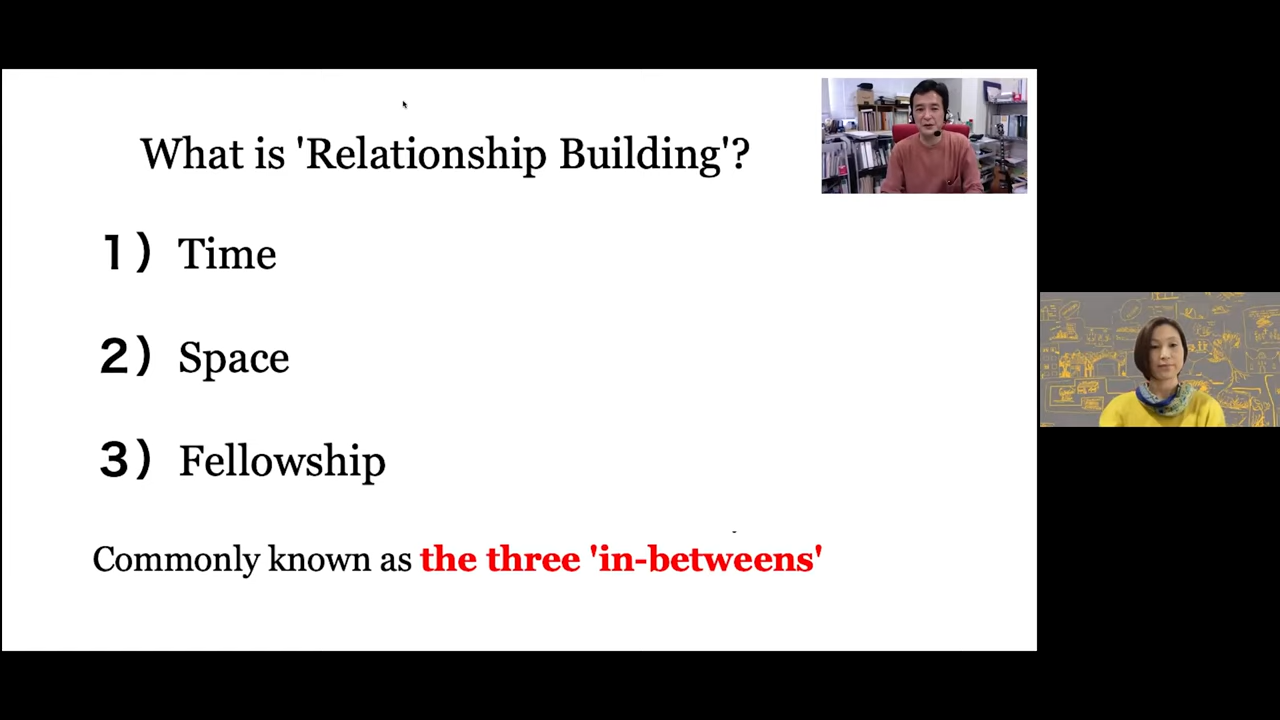 What is 'Relationship Building'?
1）Time
2）Space
3）Fellowship
Commonly known as the three 'in-betweens'